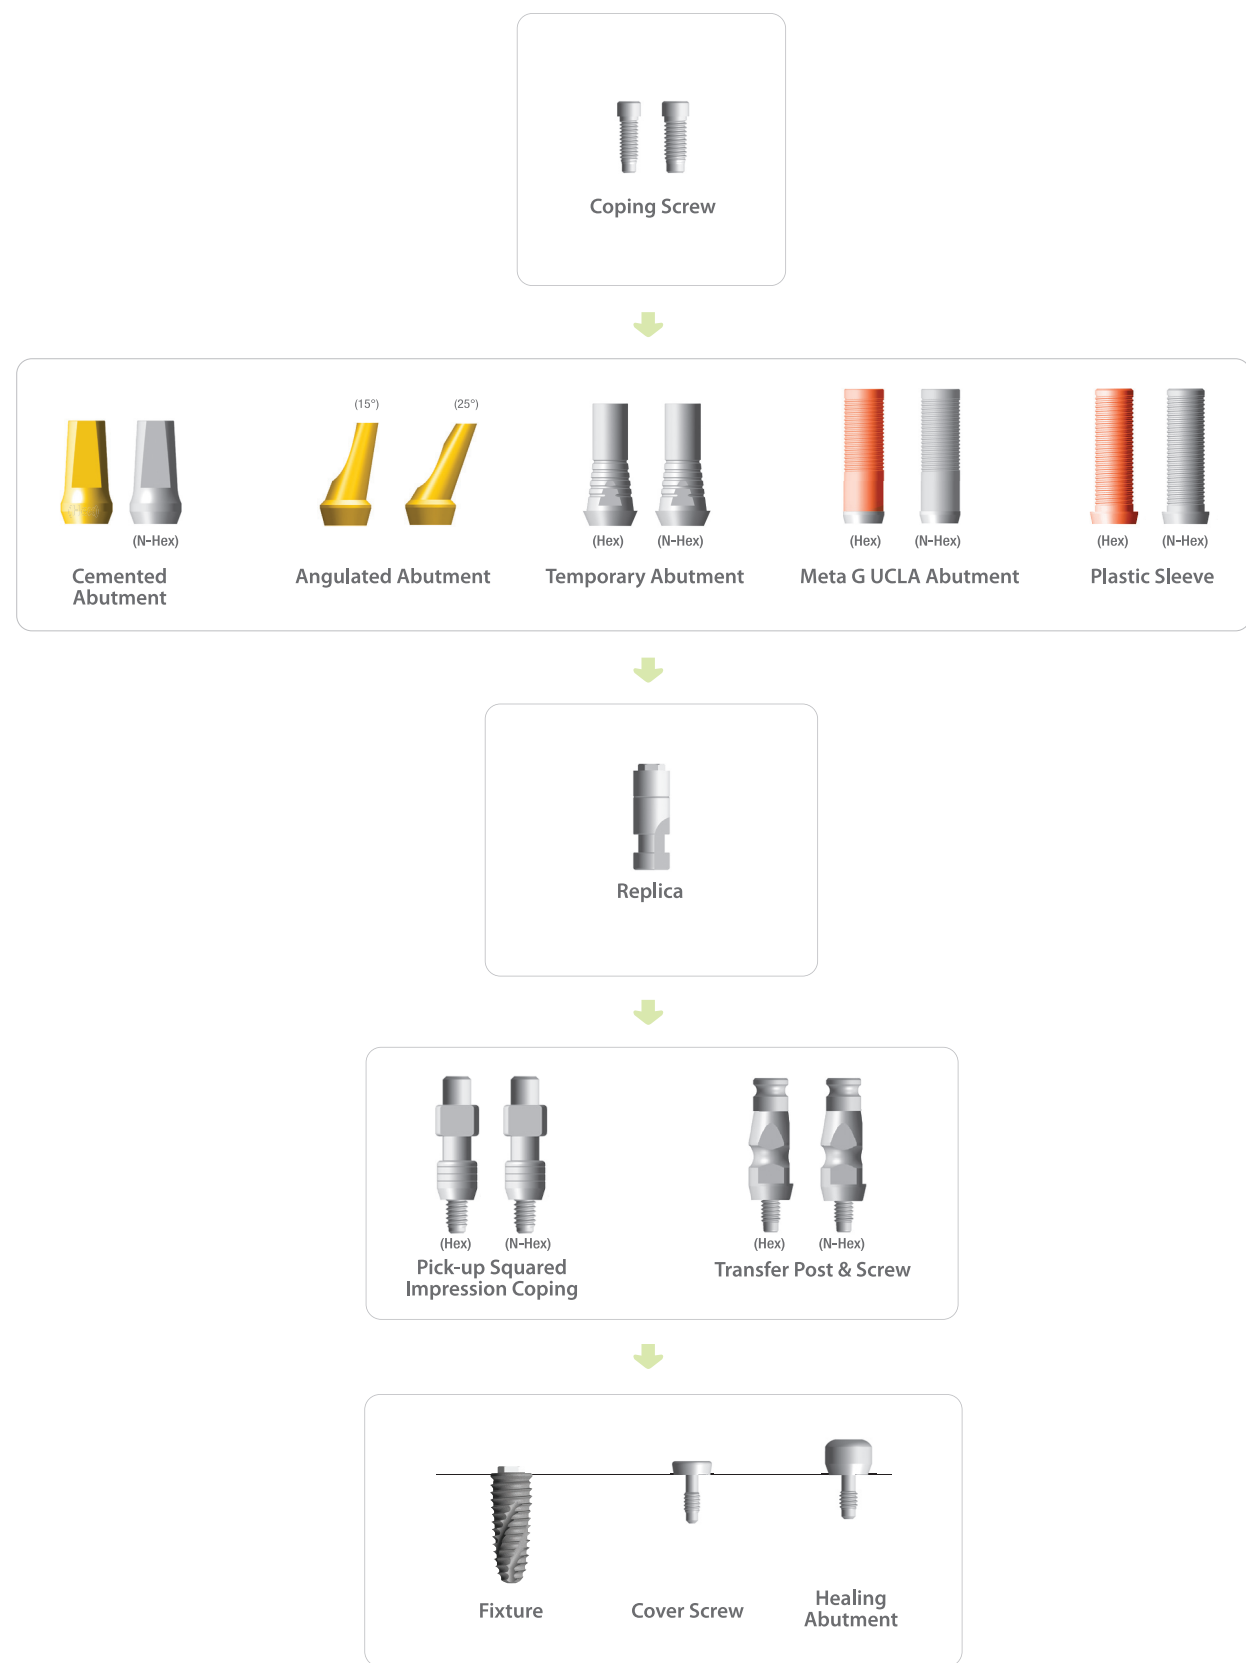 Coping Screw
(15°)
(25°)
(N-Hex)
(Hex)
(N-Hex)
(Hex)
(N-Hex)
(Hex)
(N-Hex)
Cemented
Abutment
Angulated Abutment
Temporary Abutment
Meta G UCLA Abutment
Plastic Sleeve
Replica
(Hex)
(N-Hex)
(Hex)
(N-Hex)
Pick-up Squared
Impression Coping
Transfer Post & Screw
Fixture
Cover Screw
Healing
Abutment